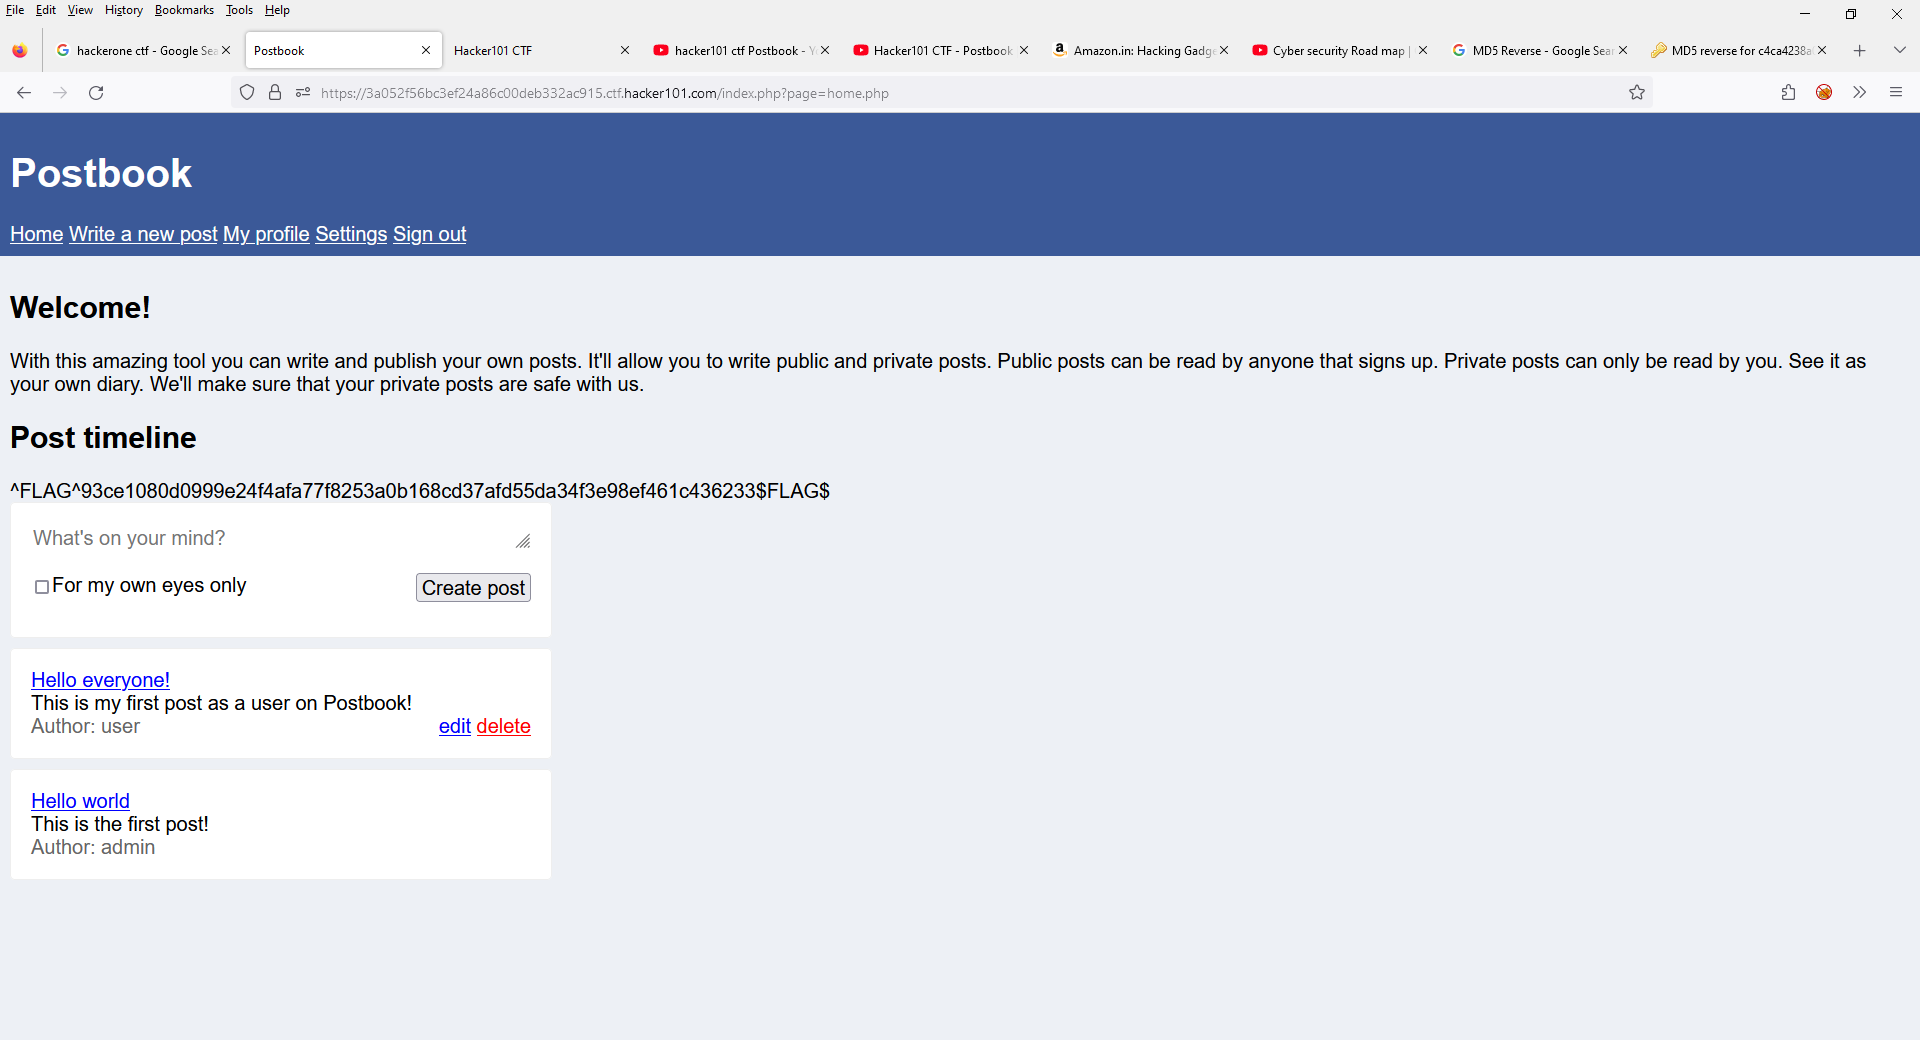 File Edit View History Bookmarks Tools Help
hackerone ctf - Google Sea
Postbook
Hacker101 CTF
hacker101 ctf Postbook - Y
Hacker101 CTF - Postbook
Amazon.in: Hacking Gadge
Cyber security Road map |
MD5 Reverse - Google Sear
MD5 reverse for c4ca4238a
https://3a052f56bc3ef24a86c00deb332ac915.ctf.hacker101.com/index.php?page=home.php
Postbook
Home Write a new post My profile Settings Sign out
Welcome!
With this amazing tool you can write and publish your own posts. It'll allow you to write public and private posts. Public posts can be read by anyone that signs up. Private posts can only be read by you. See it as
your own diary. We'll make sure that your private posts are safe with us.
Post timeline
^FLAG^93ce1080d0999e24f4afa77f8253a0b168cd37afd55da34f3e98ef461c436233$FLAG$
What's on your mind?
For my own eyes only Create post
Hello everyone!
This is my first post as a user on Postbook!
Author: user edit delete
Hello world
This is the first post!
Author: admin